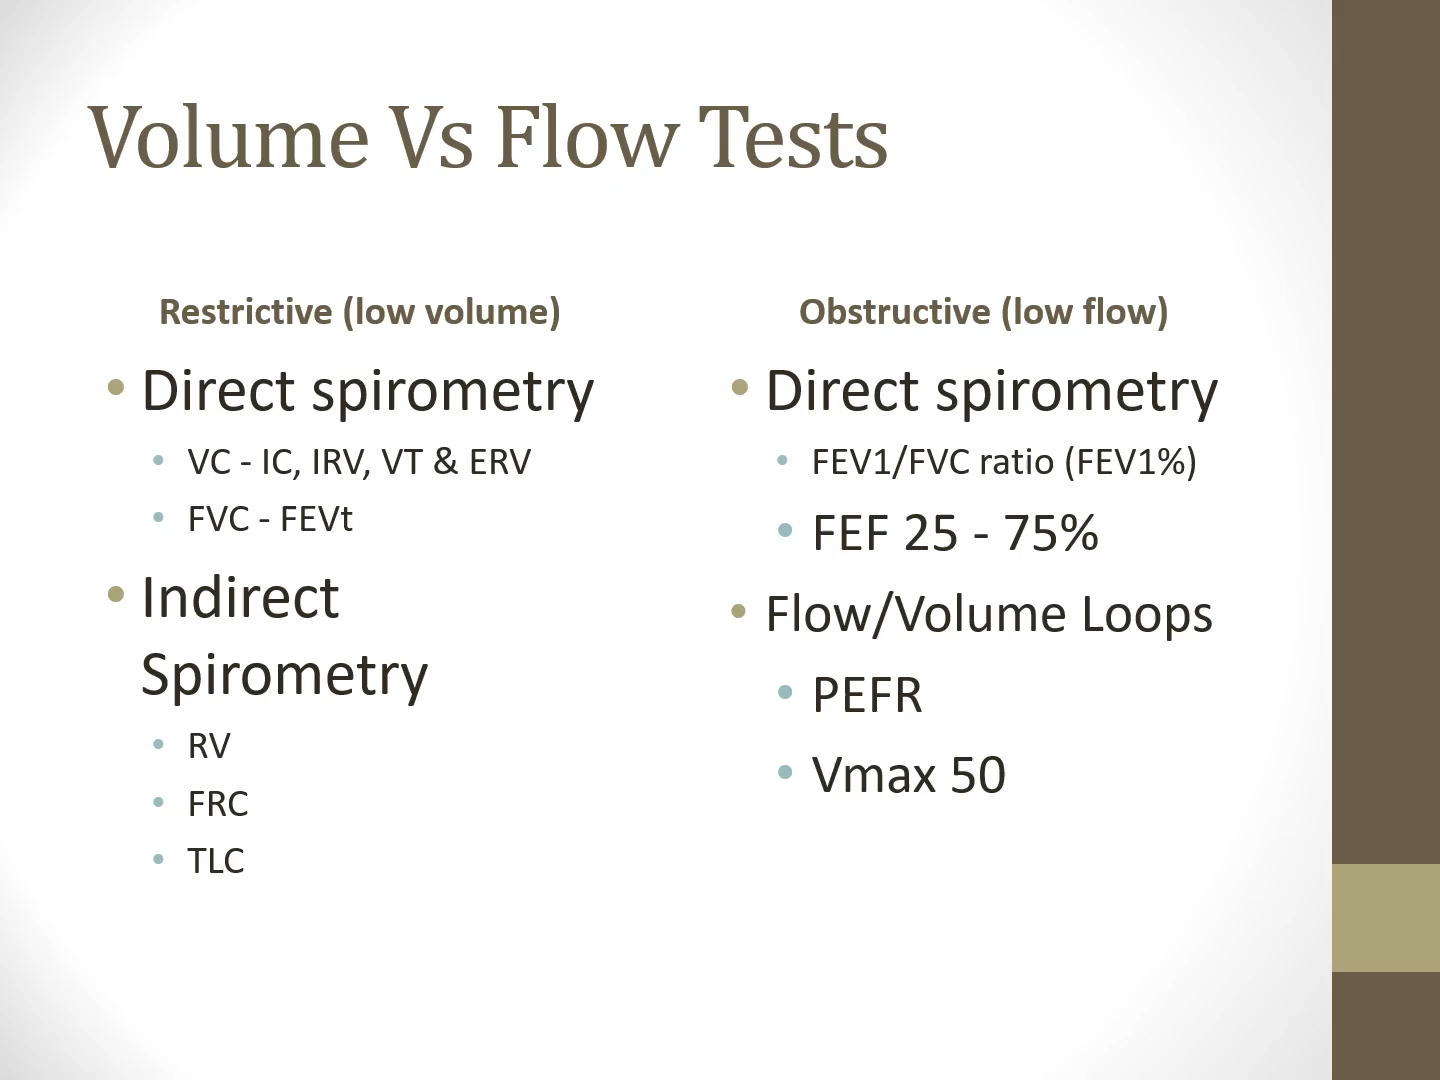 Volume Vs Flow Tests
Restrictive (low volume)
• Direct spirometry
• VC - IC, IRV, VT & ERV
• FVC - FEVt
• Indirect
Spirometry
• RV
• FRC
• TLC
Obstructive (low flow)
• Direct spirometry
• FEV1/FVC ratio (FEV1%)
• FEF 25 - 75%
• Flow/Volume Loops
• PEFR
• Vmax 50